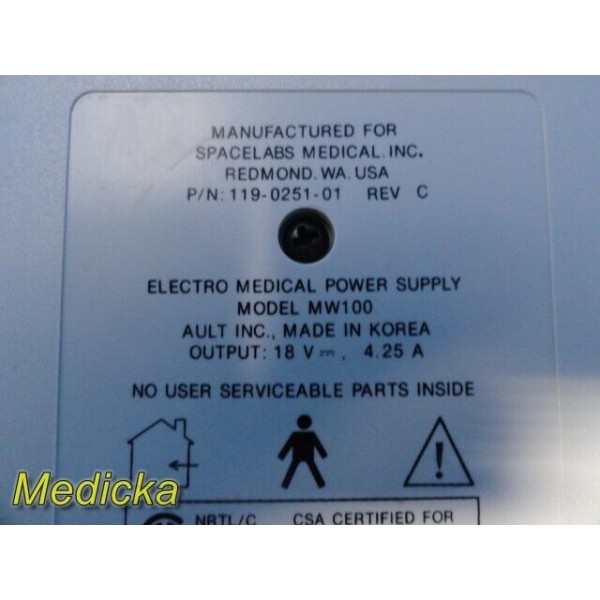 MANUFACTURED FOR
SPACELABS MEDICAL. INC.
REDMOND. WA. USA
P/N: 119-0251-01 REV C
ELECTRO MEDICAL POWER SUPPLY
MODEL MW100
AULT INC., MADE IN KOREA
OUTPUT: 18 V ⎓, 4.25 A
NO USER SERVICEABLE PARTS INSIDE
Medicka
NRTL/C CSA CERTIFIED FOR